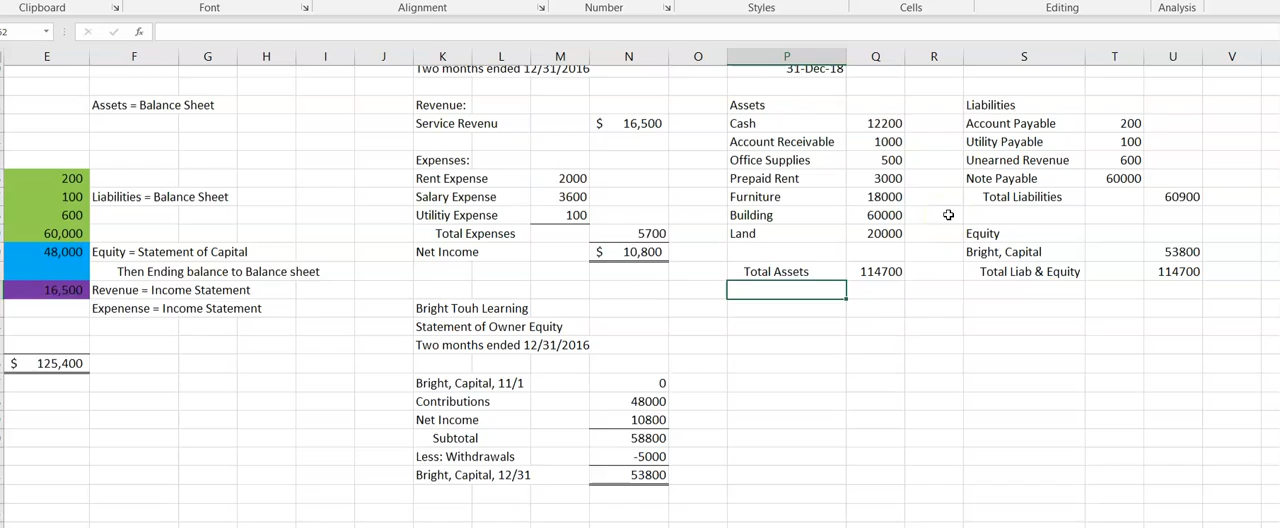 Clipboard Font Alignment Number Styles Cells Editing Analysis
fx
E F G H I J K L M N O P Q R S T U V
Two months ended 12/31/2016 31-Dec-18
Assets = Balance Sheet Revenue: Assets Liabilities
Service Revenu $ 16,500 Cash 12200 Account Payable 200
Account Receivable 1000 Utility Payable 100
Expenses: Office Supplies 500 Unearned Revenue 600
200 Rent Expense 2000 Prepaid Rent 3000 Note Payable 60000
100 Liabilities = Balance Sheet Salary Expense 3600 Furniture 18000 Total Liabilities 60900
600 Utilitiy Expense 100 Building 60000
60,000 Total Expenses 5700 Land 20000 Equity
48,000 Equity = Statement of Capital Net Income $ 10,800 Bright, Capital 53800
Then Ending balance to Balance sheet Total Assets 114700 Total Liab & Equity 114700
16,500 Revenue = Income Statement
Expenense = Income Statement Bright Touh Learning
Statement of Owner Equity
Two months ended 12/31/2016
$ 125,400
Bright, Capital, 11/1 0
Contributions 48000
Net Income 10800
Subtotal 58800
Less: Withdrawals -5000
Bright, Capital, 12/31 53800